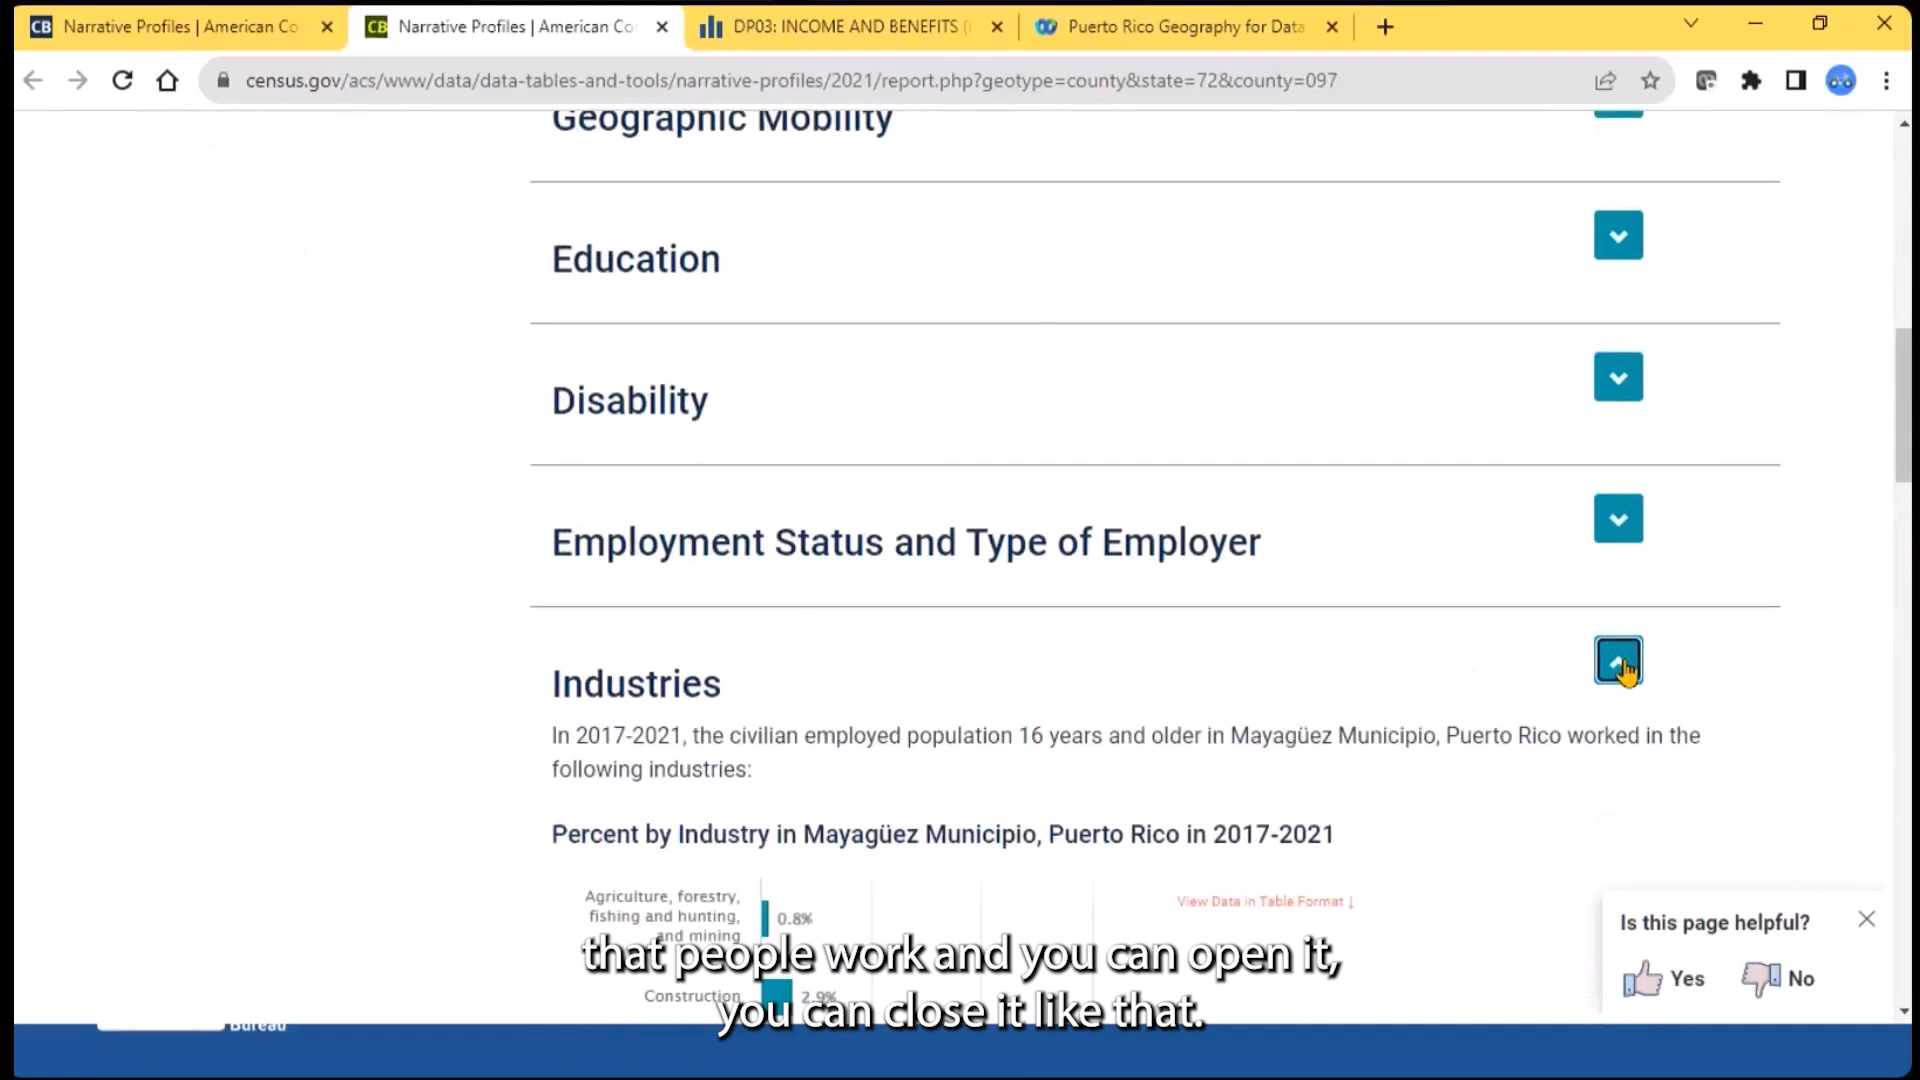 CB Narrative Profiles | American Co
CB Narrative Profiles | American Co
DP03: INCOME AND BENEFITS (
Puerto Rico Geography for Data
census.gov/acs/www/data/data-tables-and-tools/narrative-profiles/2021/report.php?geotype=county&state=72&county=097
Geographic Mobility
Education
Disability
Employment Status and Type of Employer
Industries
In 2017-2021, the civilian employed population 16 years and older in Mayagüez Municipio, Puerto Rico worked in the
following industries:
Percent by Industry in Mayagüez Municipio, Puerto Rico in 2017-2021
Agriculture, forestry,
fishing and hunting,
and mining
0.8%
View Data in Table Format ↓
Construction
2.9%
Is this page helpful?
Yes
No
that people work and you can open it,
you can close it like that.
Bureau